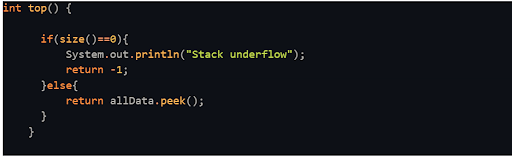 int top() {
if(size()==0){
System.out.println("Stack underflow");
return -1;
}else{
return allData.peek();
}
}